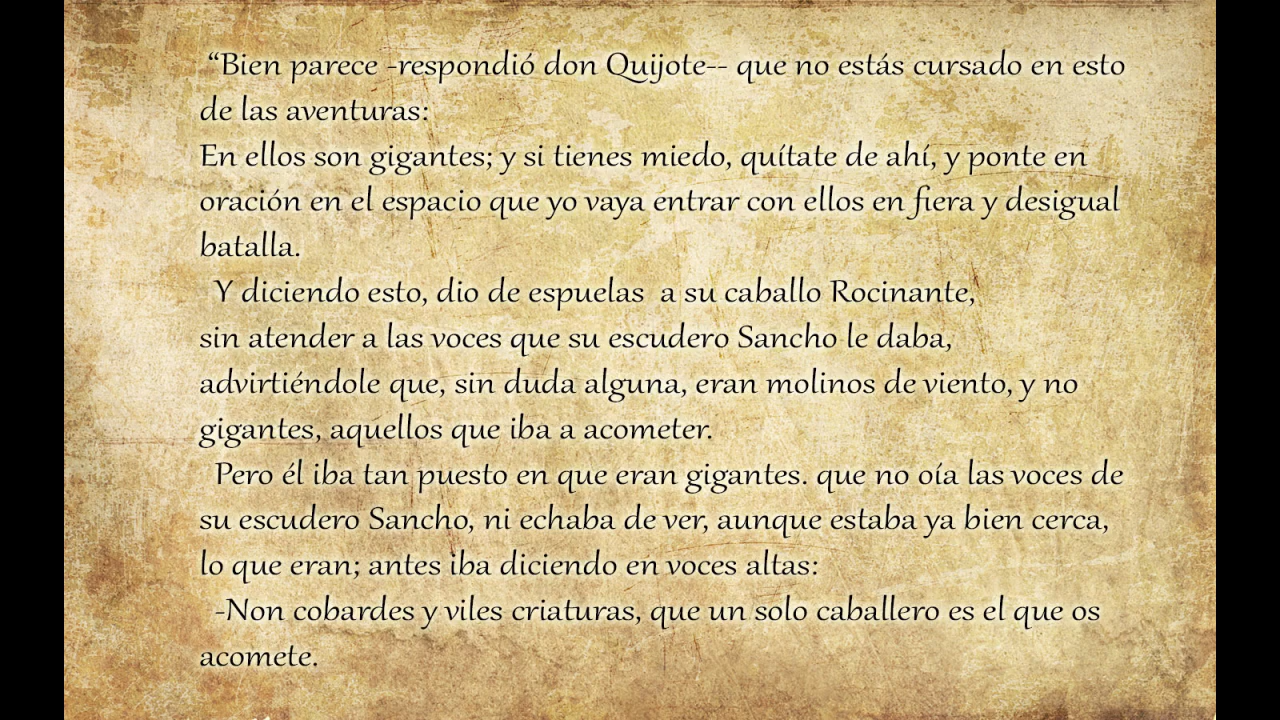 “Bien parece -respondió don Quijote-- que no estás cursado en esto
de las aventuras:
En ellos son gigantes; y si tienes miedo, quítate de ahí, y ponte en
oración en el espacio que yo vaya entrar con ellos en fiera y desigual
batalla.
Y diciendo esto, dio de espuelas  a su caballo Rocinante,
sin atender a las voces que su escudero Sancho le daba,
advirtiéndole que, sin duda alguna, eran molinos de viento, y no
gigantes, aquellos que iba a acometer.
Pero él iba tan puesto en que eran gigantes. que no oía las voces de
su escudero Sancho, ni echaba de ver, aunque estaba ya bien cerca,
lo que eran; antes iba diciendo en voces altas:
-Non cobardes y viles criaturas, que un solo caballero es el que os
acomete.